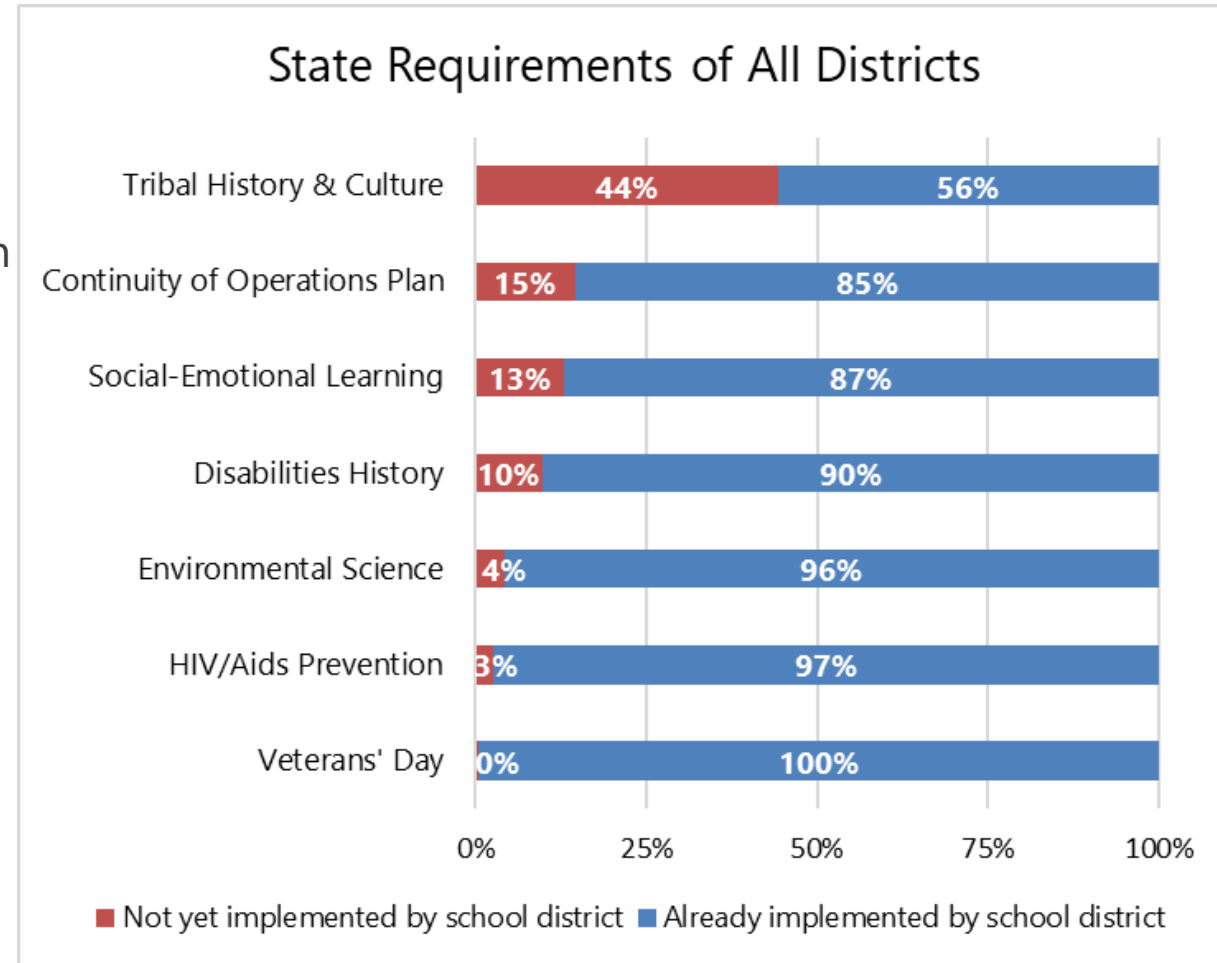 State Requirements of All Districts
n
Tribal History & Culture 44% 56%
Continuity of Operations Plan 15% 85%
Social-Emotional Learning 13% 87%
Disabilities History 10% 90%
Environmental Science 4% 96%
HIV/Aids Prevention 3% 97%
Veterans' Day 0% 100%
0% 25% 50% 75% 100%
Not yet implemented by school district Already implemented by school district